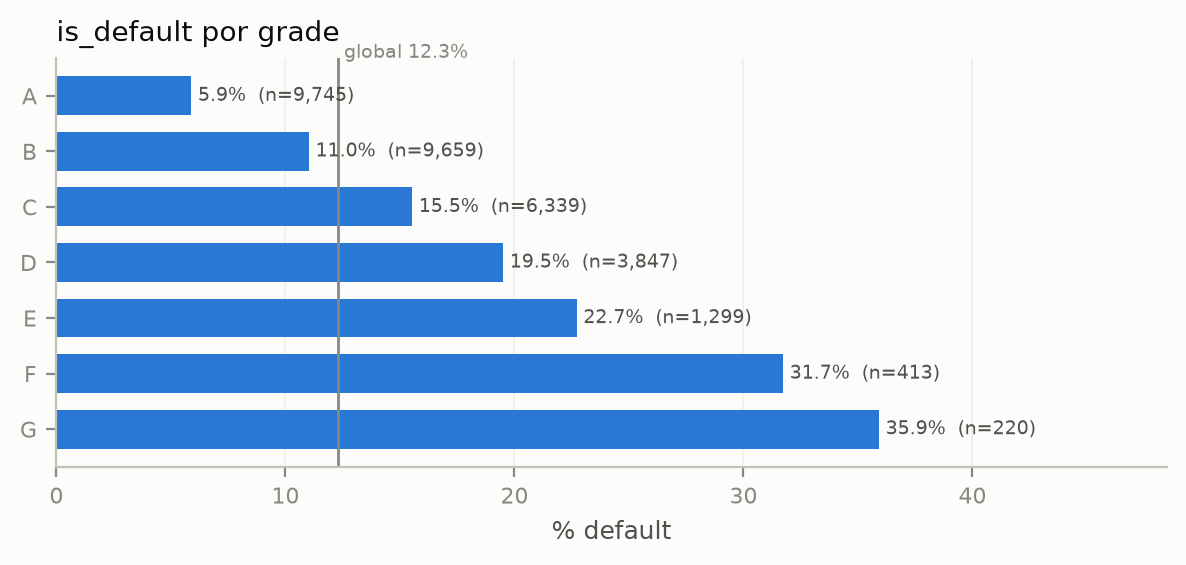 is_default por grade
global 12.3%
A 5.9% (n=9,745)
B 11.0% (n=9,659)
C 15.5% (n=6,339)
D 19.5% (n=3,847)
E 22.7% (n=1,299)
F 31.7% (n=413)
G 35.9% (n=220)
0 10 20 30 40
% default